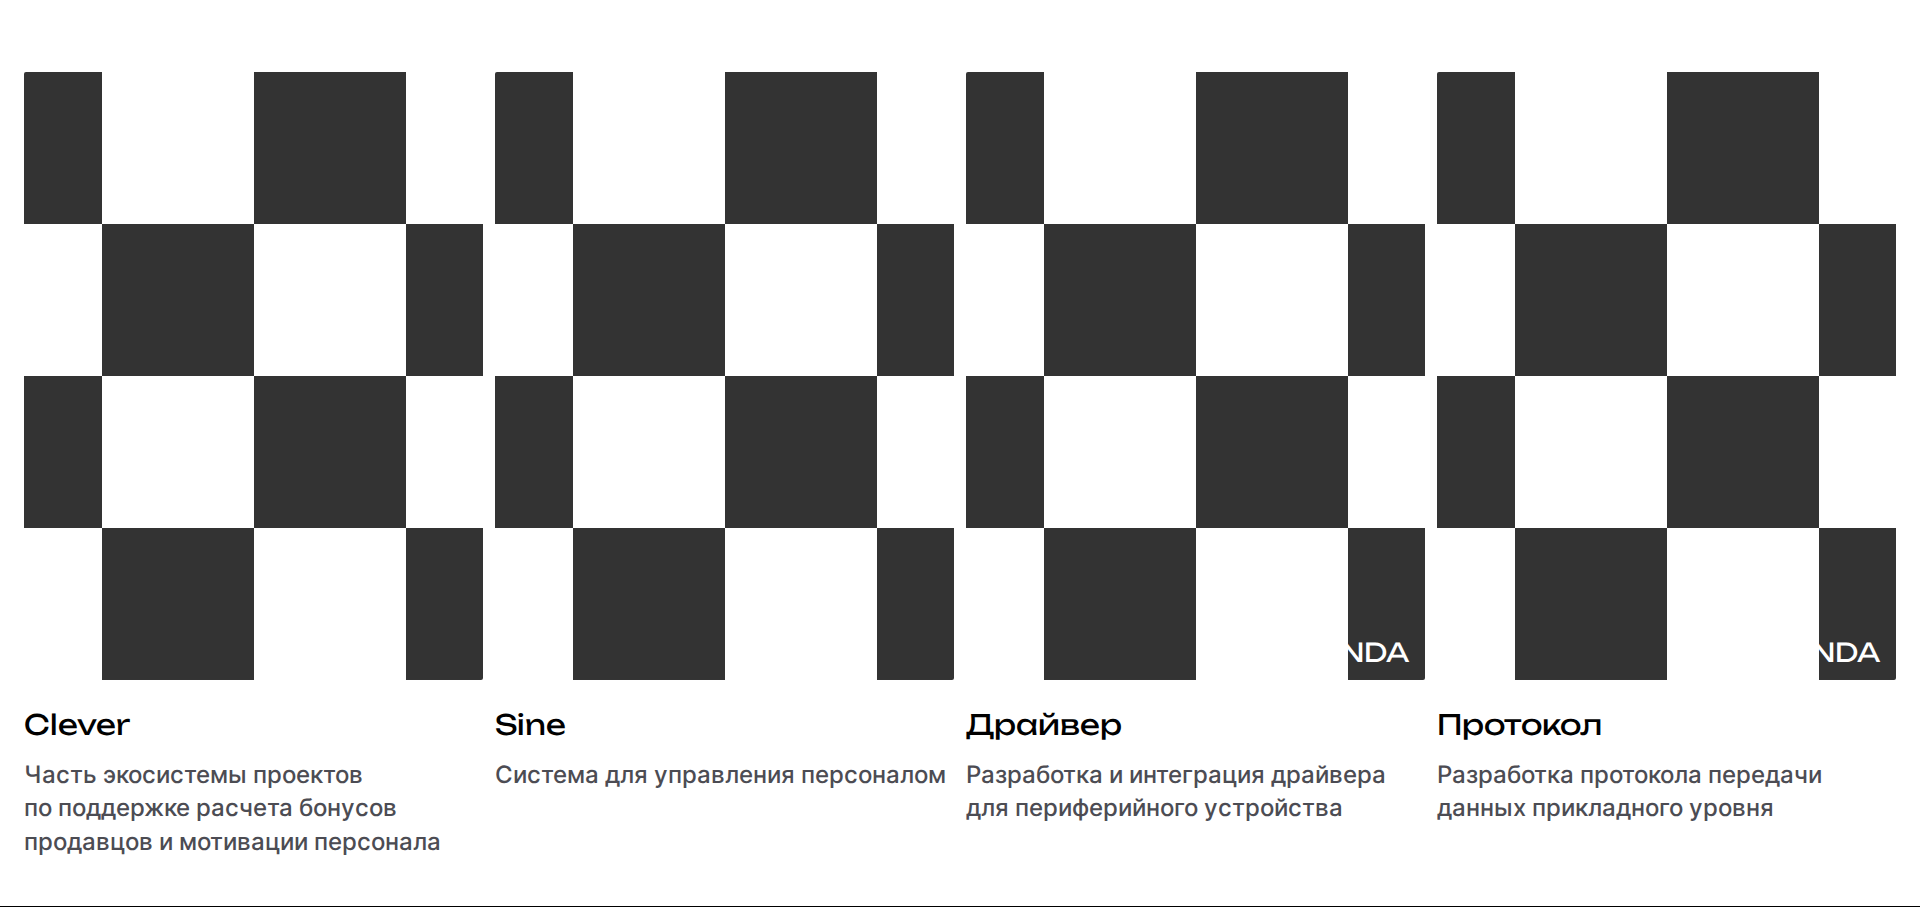 NDA
NDA
Clever
Часть экосистемы проектов
по поддержке расчета бонусов
продавцов и мотивации персонала
Sine
Система для управления персоналом
Драйвер
Разработка и интеграция драйвера
для периферийного устройства
Протокол
Разработка протокола передачи
данных прикладного уровня